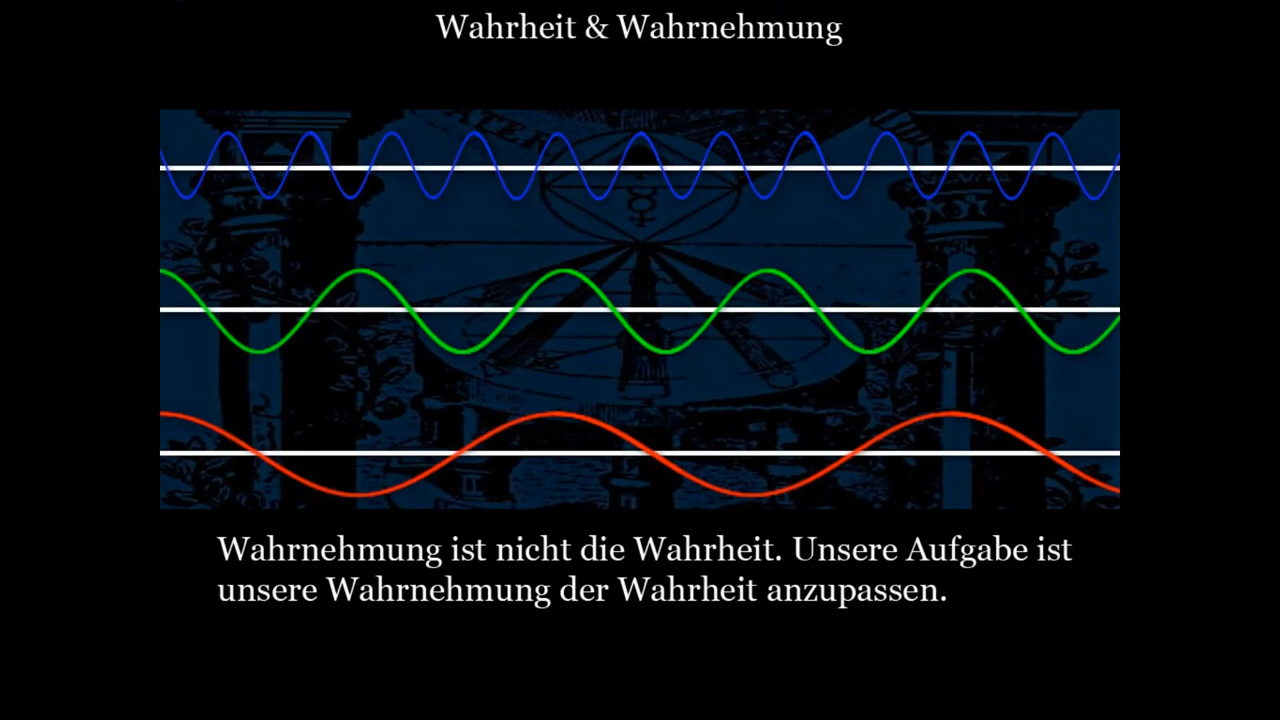 Wahrheit & Wahrnehmung
Wahrnehmung ist nicht die Wahrheit. Unsere Aufgabe ist
unsere Wahrnehmung der Wahrheit anzupassen.